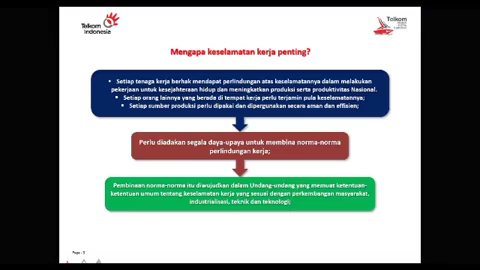 Telkom
Indonesia
Telkom
Mengapa keselamatan kerja penting?
• Setiap tenaga kerja berhak mendapat perlindungan atas keselamatannya dalam melakukan
pekerjaan untuk kesejahteraan hidup dan meningkatkan produksi serta produktivitas Nasional.
• Setiap orang lainnya yang berada di tempat kerja perlu terjamin pula keselamatannya;
• Setiap sumber produksi perlu dipakai dan dipergunakan secara aman dan effisien;
Perlu diadakan segala daya-upaya untuk membina norma-norma
perlindungan kerja;
Pembinaan norma-norma itu diwujudkan dalam Undang-undang yang memuat ketentuan-
ketentuan umum tentang keselamatan kerja yang sesuai dengan perkembangan masyarakat,
industrialisasi, teknik dan teknologi;
Page : 5